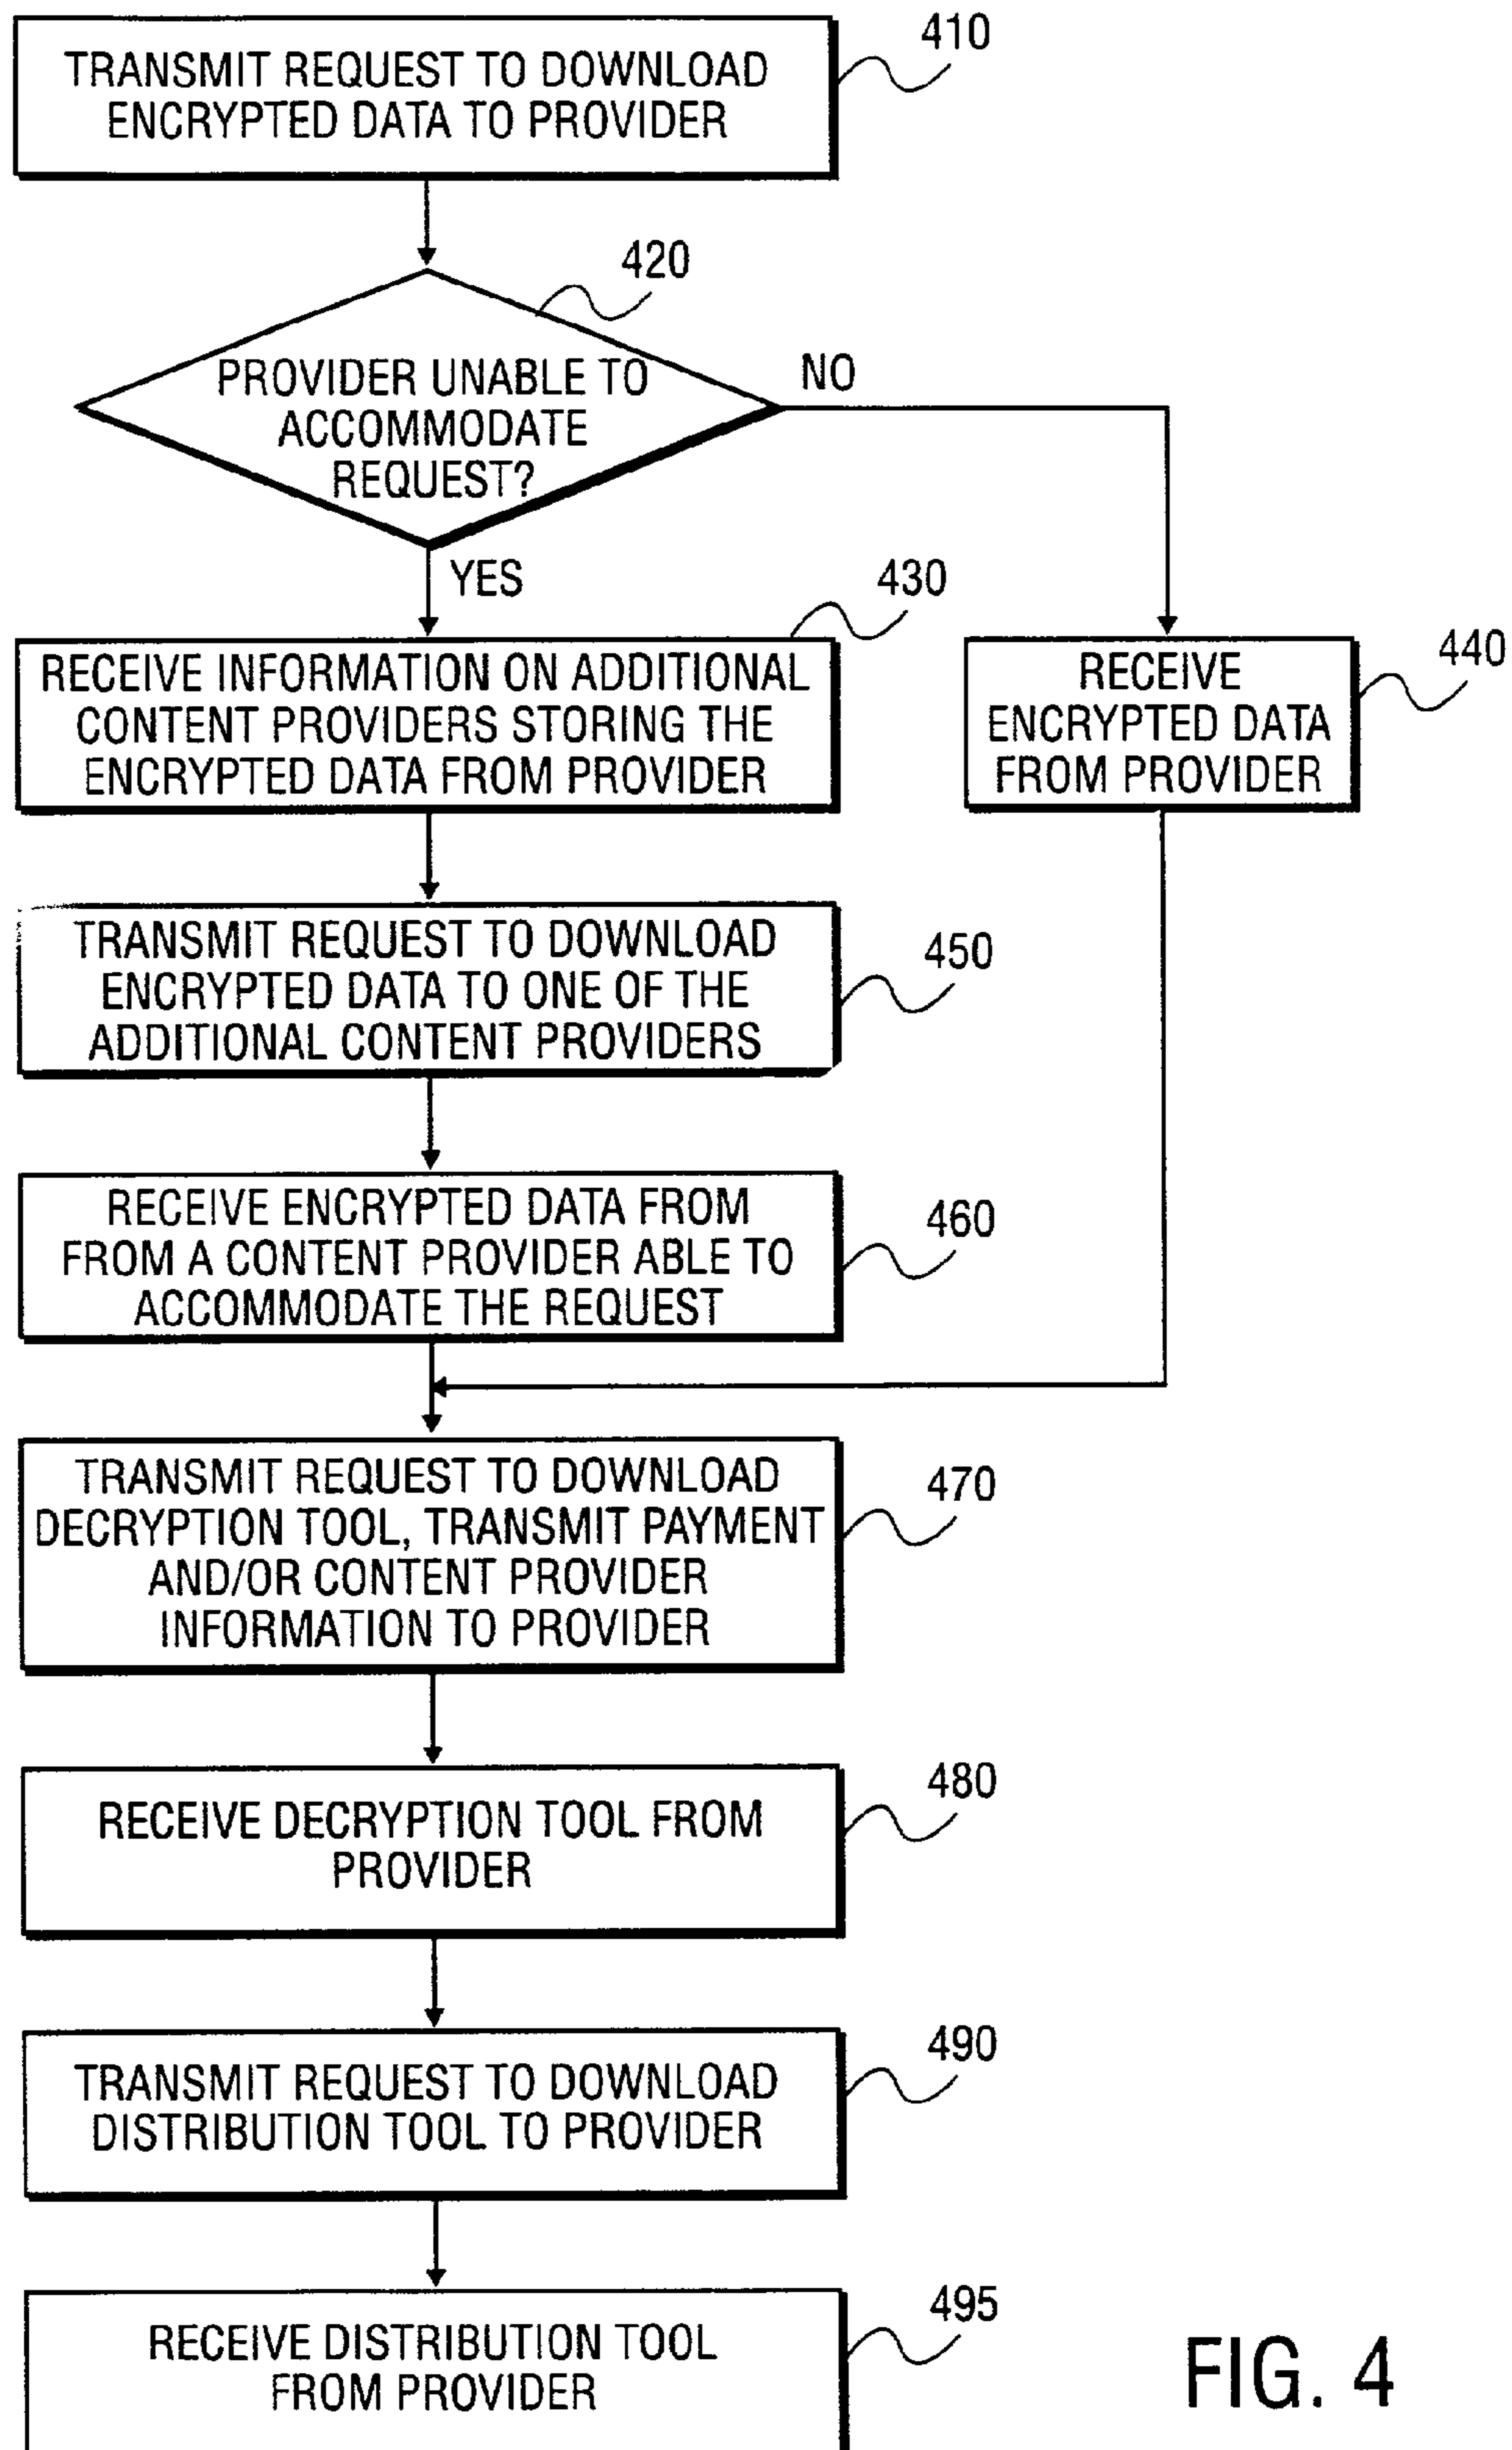 TRANSMIT REQUEST TO DOWNLOAD
ENCRYPTED DATA TO PROVIDER
410
420
PROVIDER UNABLE TO
ACCOMMODATE
REQUEST?
NO
YES
430
RECEIVE INFORMATION ON ADDITIONAL
CONTENT PROVIDERS STORING THE
ENCRYPTED DATA FROM PROVIDER
440
RECEIVE
ENCRYPTED DATA
FROM PROVIDER
TRANSMIT REQUEST TO DOWNLOAD
ENCRYPTED DATA TO ONE OF THE
ADDITIONAL CONTENT PROVIDERS
450
RECEIVE ENCRYPTED DATA FROM
FROM A CONTENT PROVIDER ABLE TO
ACCOMMODATE THE REQUEST
460
TRANSMIT REQUEST TO DOWNLOAD
DECRYPTION TOOL, TRANSMIT PAYMENT
AND/OR CONTENT PROVIDER
INFORMATION TO PROVIDER
470
RECEIVE DECRYPTION TOOL FROM
PROVIDER
480
TRANSMIT REQUEST TO DOWNLOAD
DISTRIBUTION TOOL TO PROVIDER
490
RECEIVE DISTRIBUTION TOOL
FROM PROVIDER
495
FIG. 4